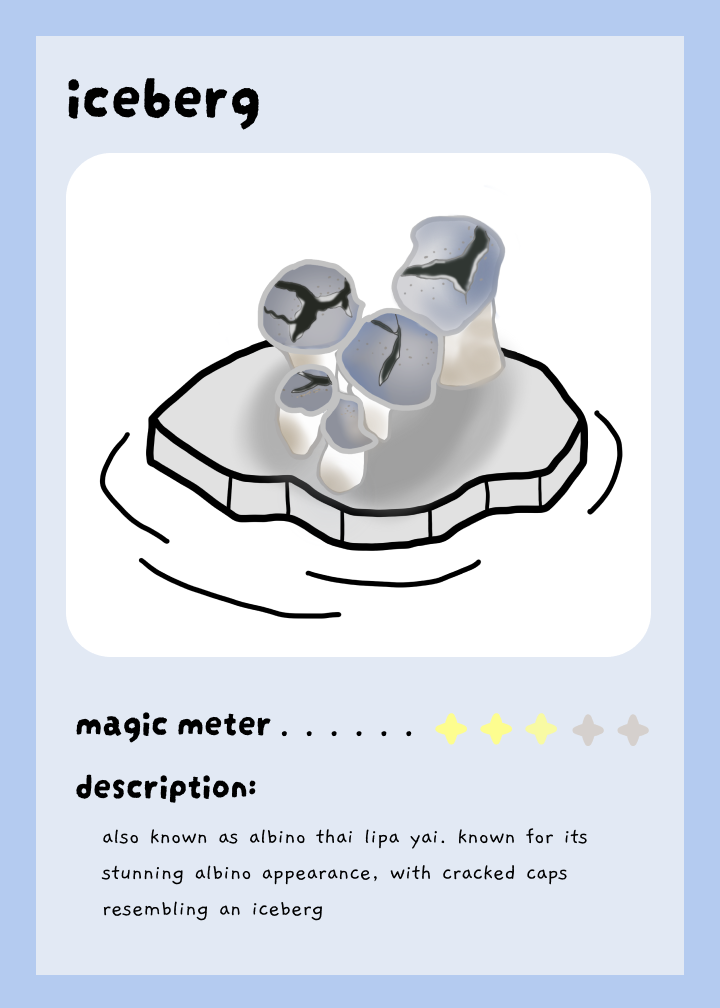 iceberg
magic meter . . . . . .
description:
also known as albino thai lipa yai. known for its
stunning albino appearance, with cracked caps
resembling an iceberg